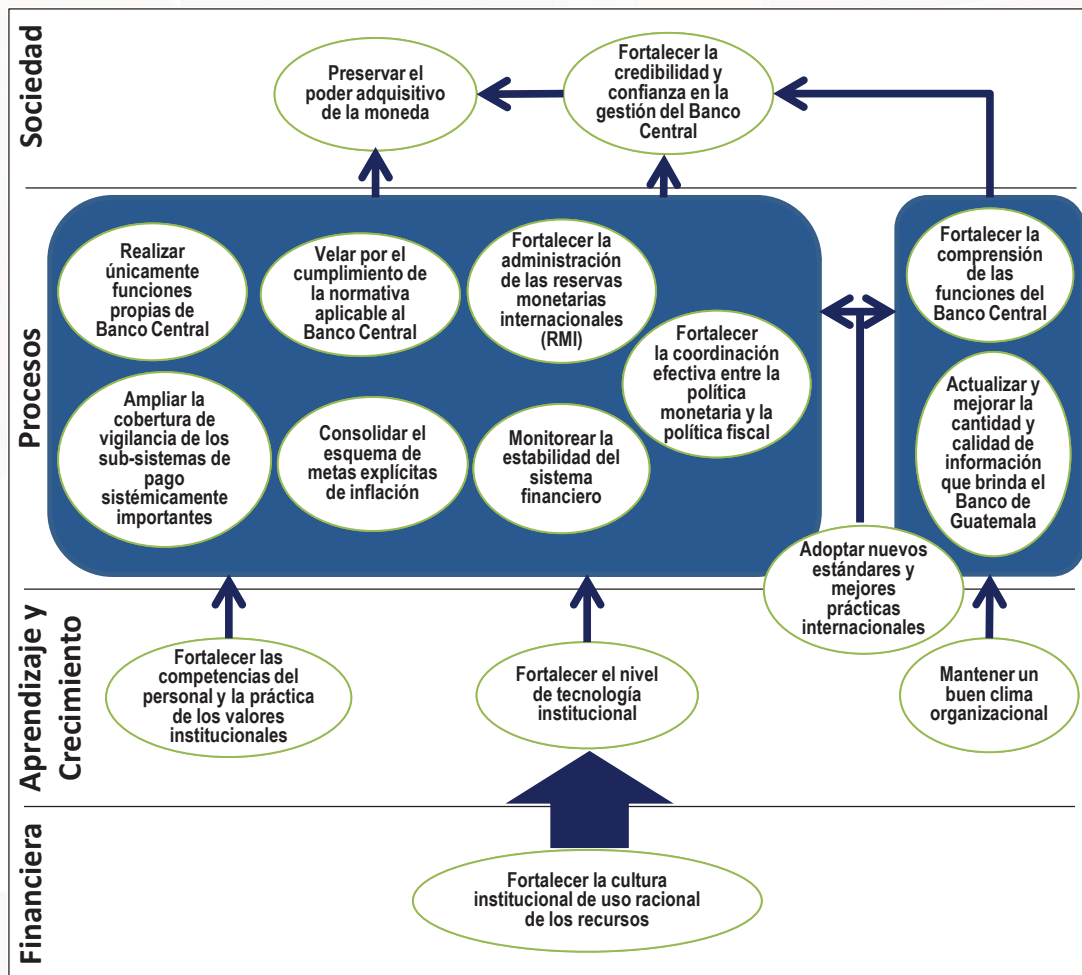 Sociedad
Preservar el
poder adquisitivo
de la moneda
Fortalecer la
credibilidad y
confianza en la
gestión del Banco
Central
Procesos
Realizar
únicamente
funciones
propias de
Banco Central
Velar por el
cumplimiento de
la normativa
aplicable al
Banco Central
Fortalecer la
administración
de las reservas
monetarias
internacionales
(RMI)
Fortalecer
la coordinación
efectiva entre la
política
monetaria y la
política fiscal
Ampliar la
cobertura de
vigilancia de los
sub-sistemas de
pago
sistémicamente
importantes
Consolidar el
esquema de
metas explícitas
de inflación
Monitorear la
estabilidad del
sistema
financiero
Fortalecer la
comprensión
de las
funciones del
Banco Central
Actualizar y
mejorar la
cantidad y
calidad de
información
que brinda el
Banco de
Guatemala
Aprendizaje y
Crecimiento
Adoptar nuevos
estándares y
mejores
prácticas
internacionales
Fortalecer las
competencias del
personal y la práctica
de los valores
institucionales
Fortalecer el nivel
de tecnología
institucional
Mantener un
buen clima
organizacional
Financiera
Fortalecer la cultura
institucional de uso racional
de los recursos